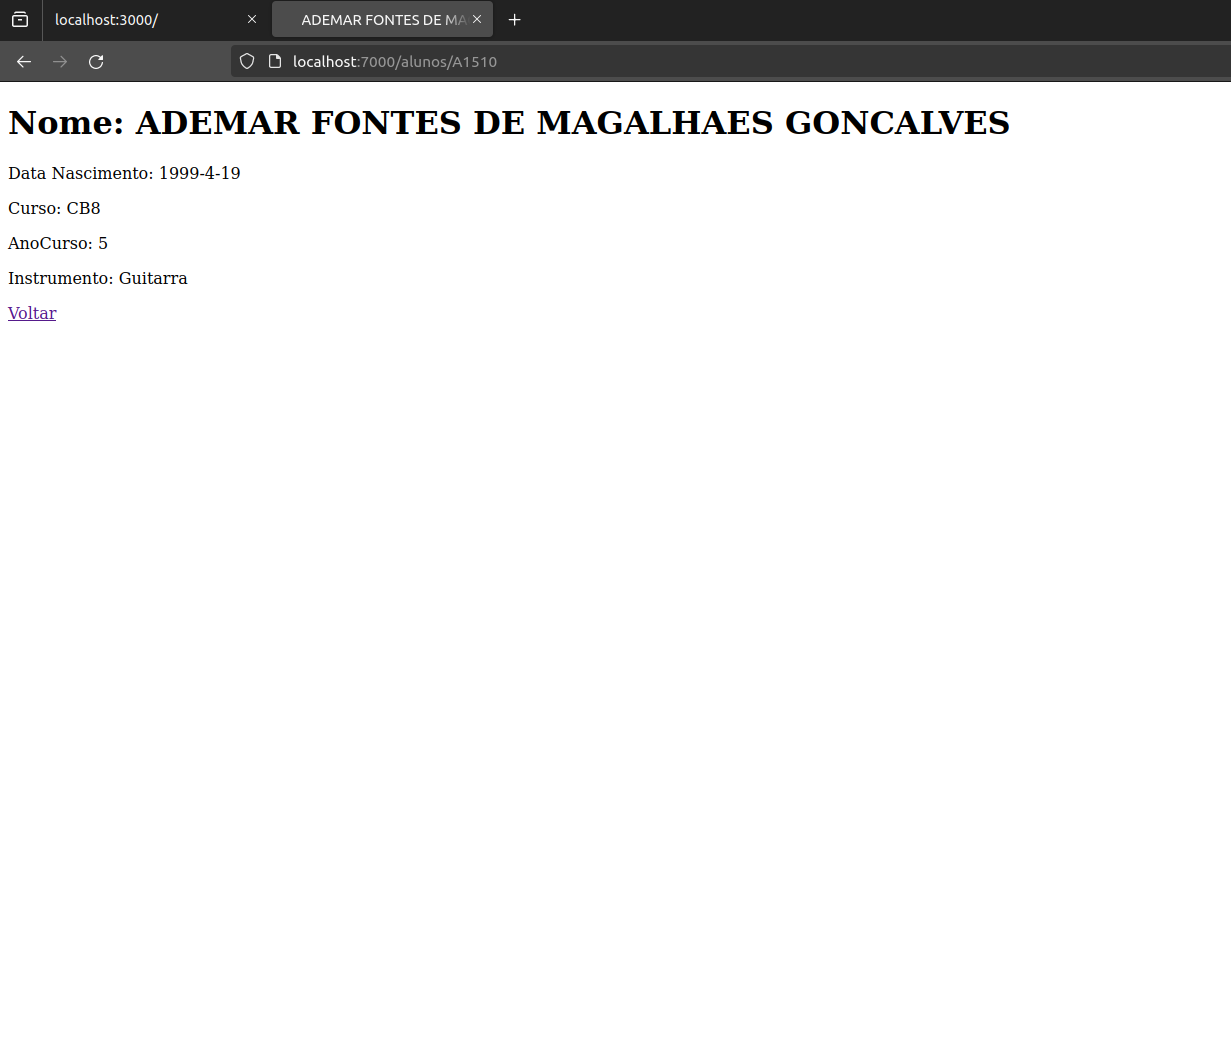 localhost:3000/
ADEMAR FONTES DE MA
localhost:7000/alunos/A1510
Nome: ADEMAR FONTES DE MAGALHAES GONCALVES
Data Nascimento: 1999-4-19
Curso: CB8
AnoCurso: 5
Instrumento: Guitarra
Voltar